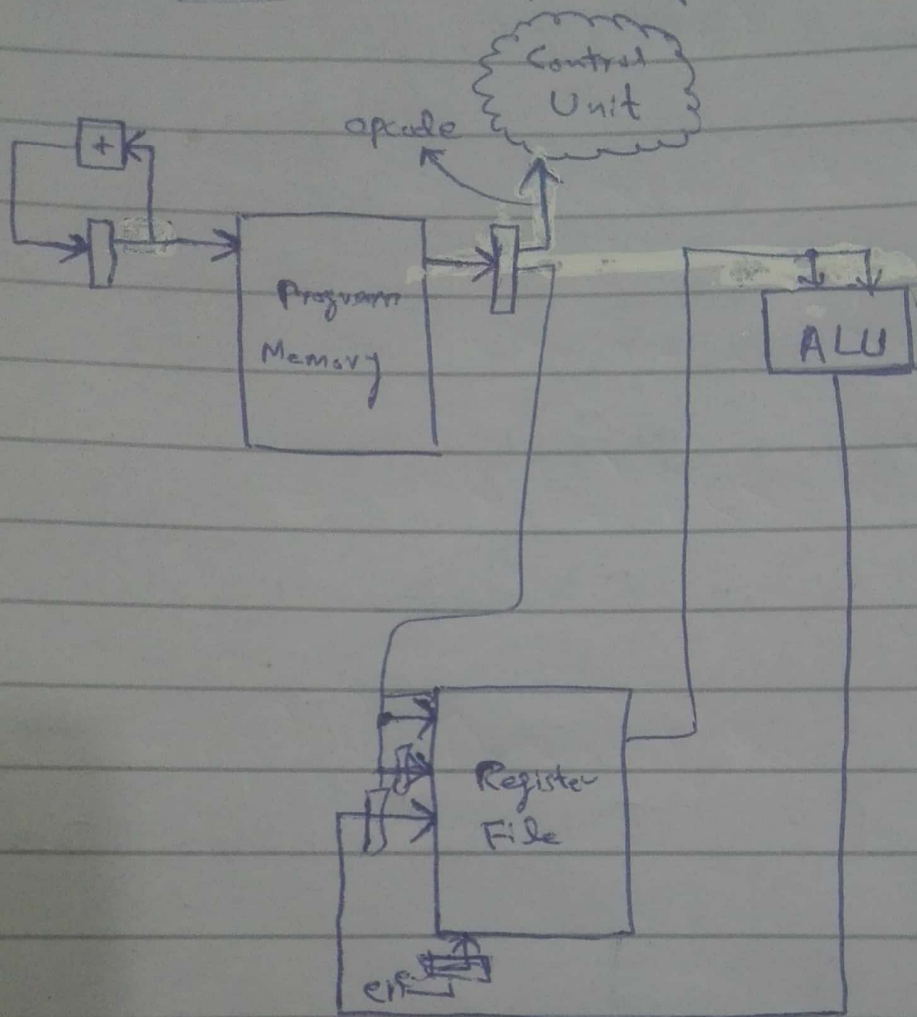 Control
Unit
opcode
+
Program
Memory
ALU
Register
File
en